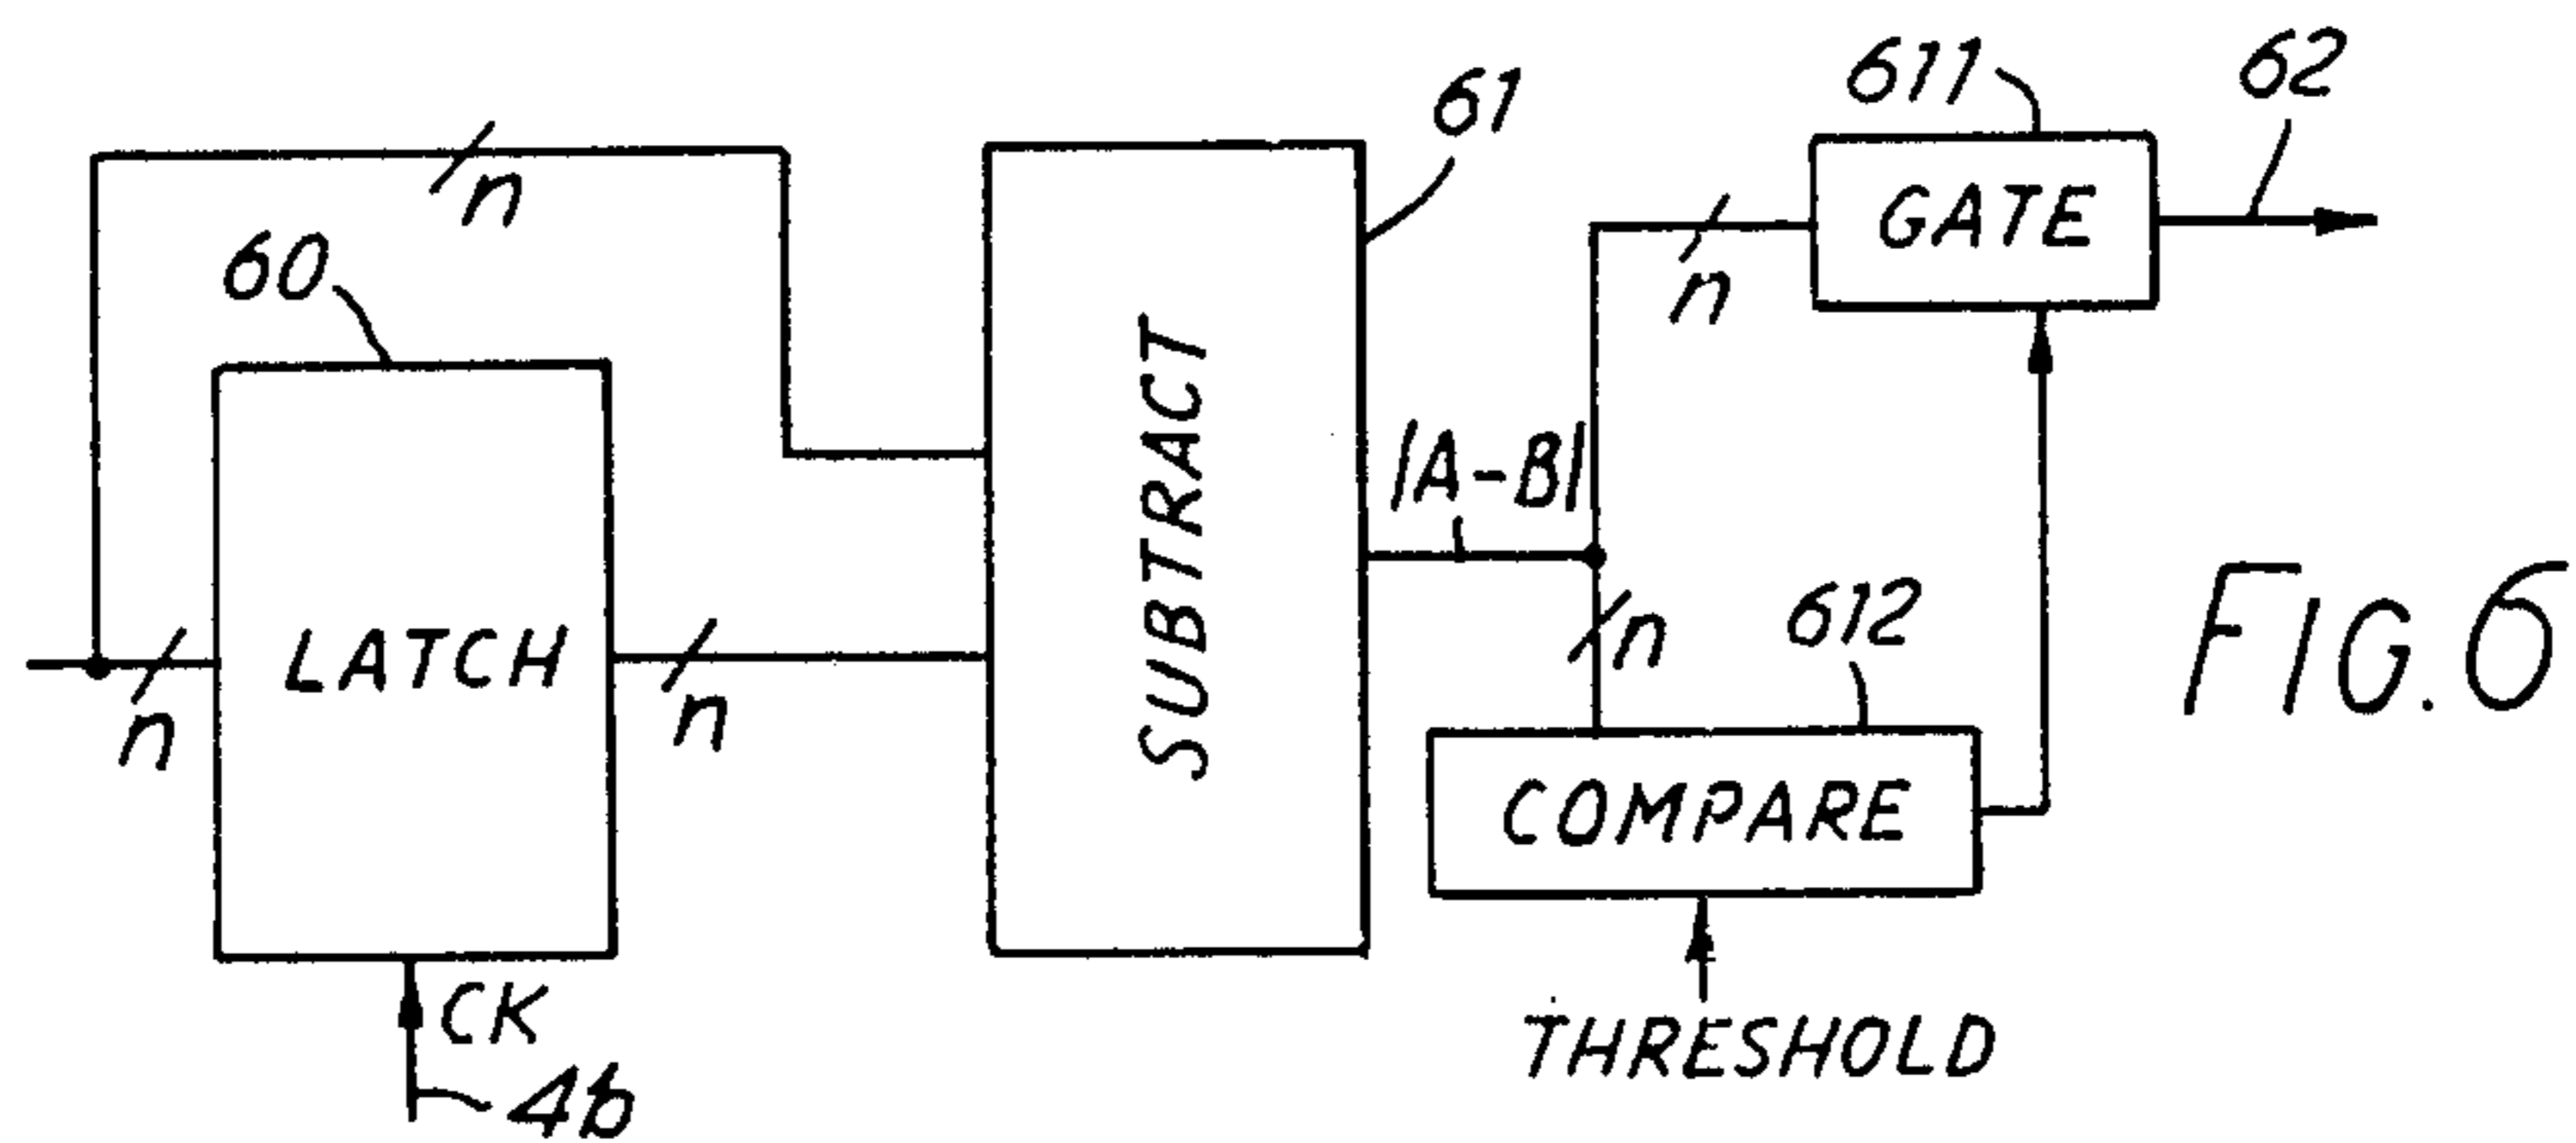 611
62
61
n
60
GATE
n
|A-B|
SUBTRACT
LATCH
n
n
n
612
COMPARE
FIG.6
CK
4b
THRESHOLD